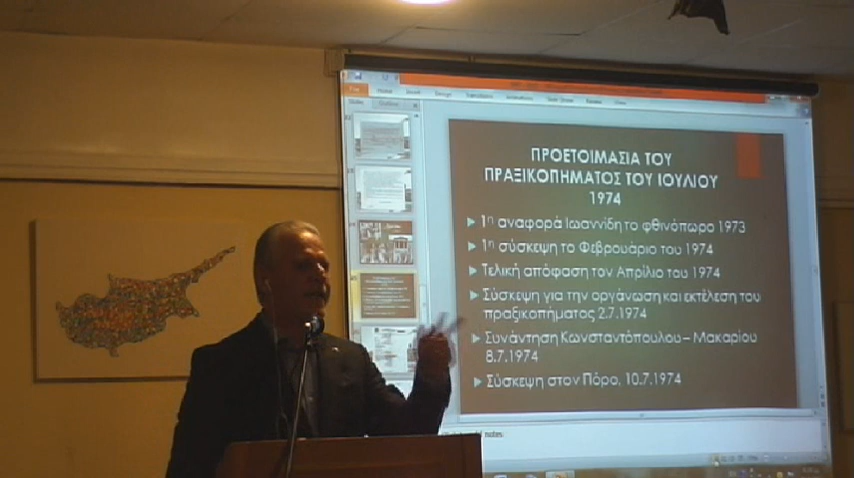 ΠΡΟΕΤΟΙΜΑΣΙΑ ΤΟΥ
ΠΡΑΞΙΚΟΠΗΜΑΤΟΣ ΤΟΥ ΙΟΥΛΙΟΥ
1974
1η αναφορά Ιωαννίδη το φθινόπωρο 1973
1η σύσκεψη το Φεβρουάριο του 1974
Τελική απόφαση τον Απρίλιο του 1974
Σύσκεψη για την οργάνωση και εκτέλεση του
πραξικοπήματος 2.7.1974
Συνάντηση Κωνσταντόπουλου – Μακαρίου
8.7.1974
Σύσκεψη στον Πόρο, 10.7.1974
notes